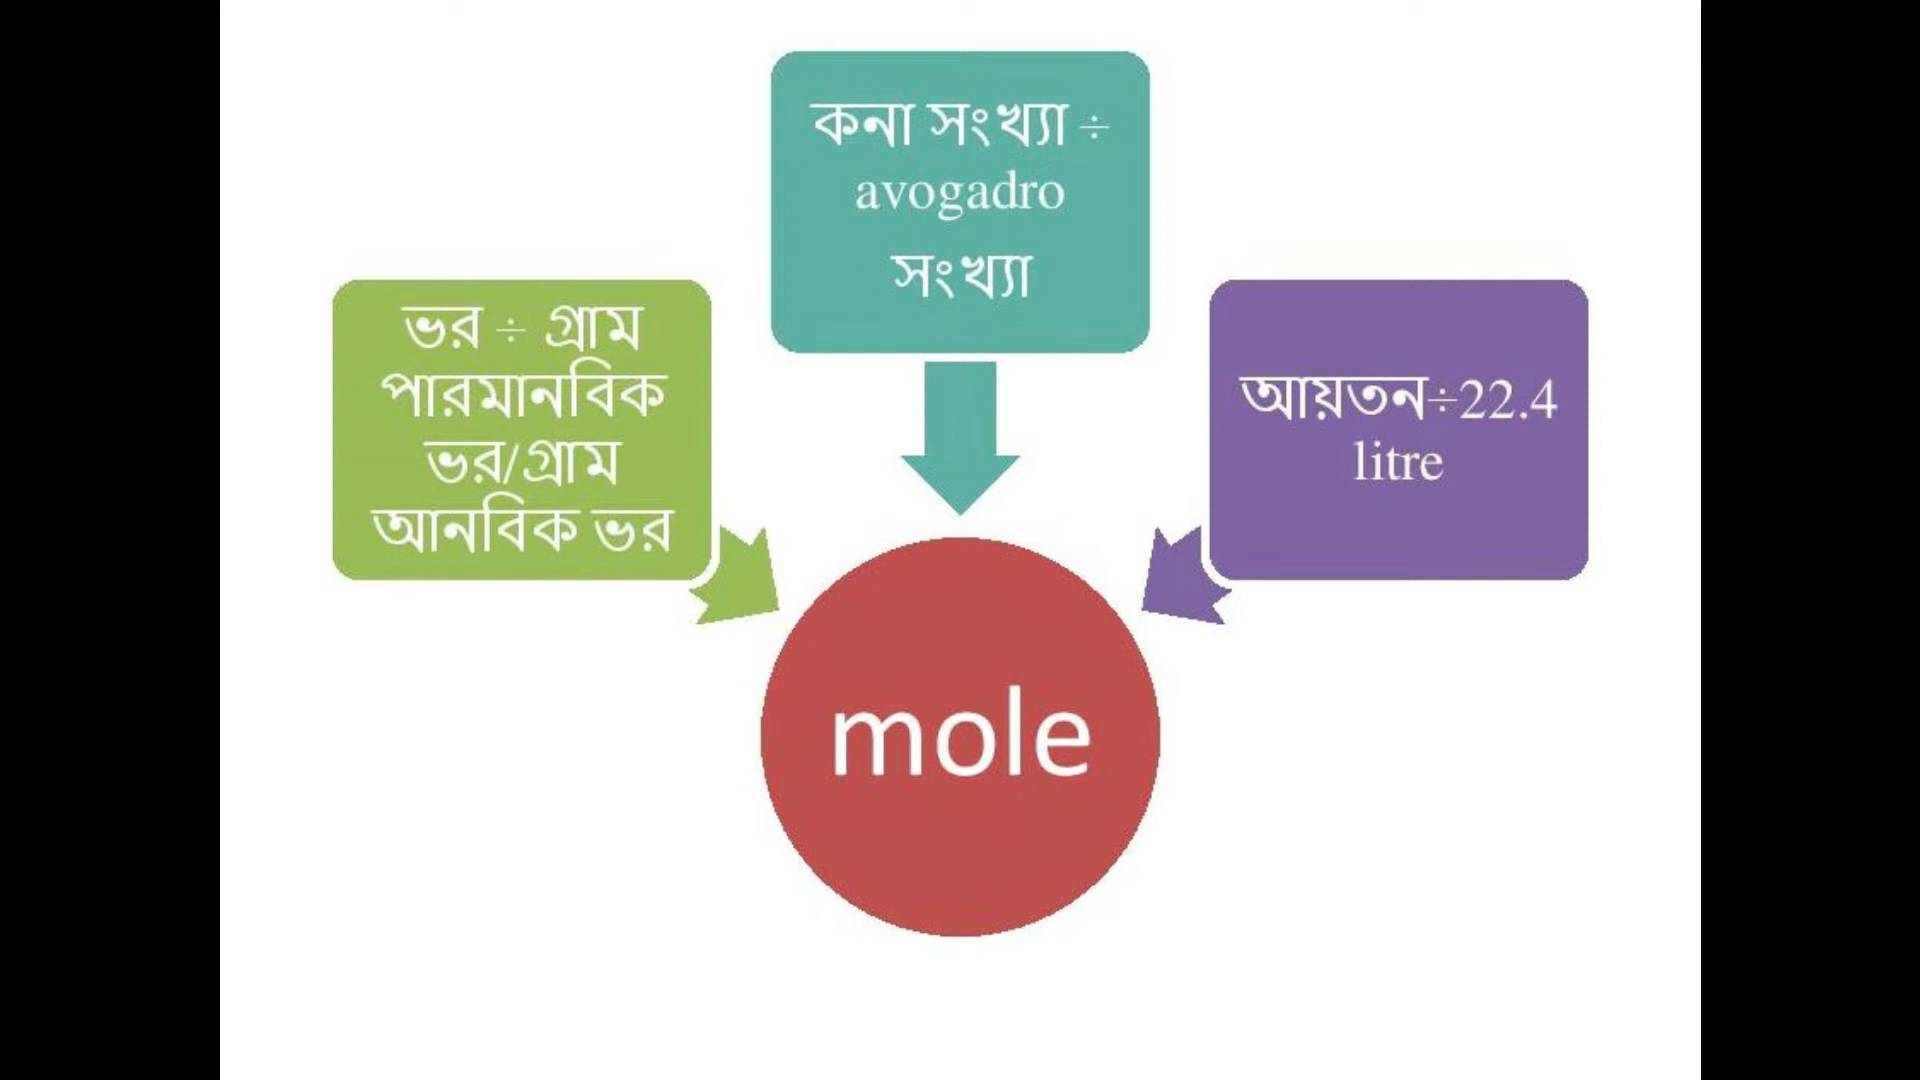 কনা সংখ্যা ÷
avogadro
সংখ্যা
ভর ÷ গ্রাম
পারমানবিক
ভর/গ্রাম
আনবিক ভর
আয়তন÷22.4
litre
mole